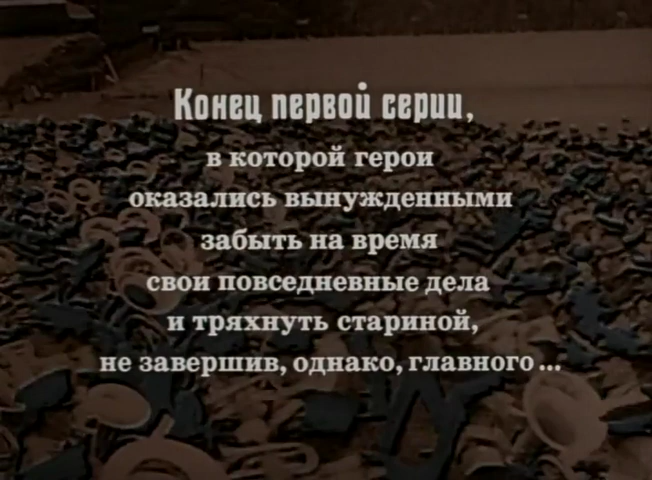 Конец первой серии,
в которой герои
оказались вынужденными
забыть на время
свои повседневные дела
и тряхнуть стариной,
не завершив, однако, главного...